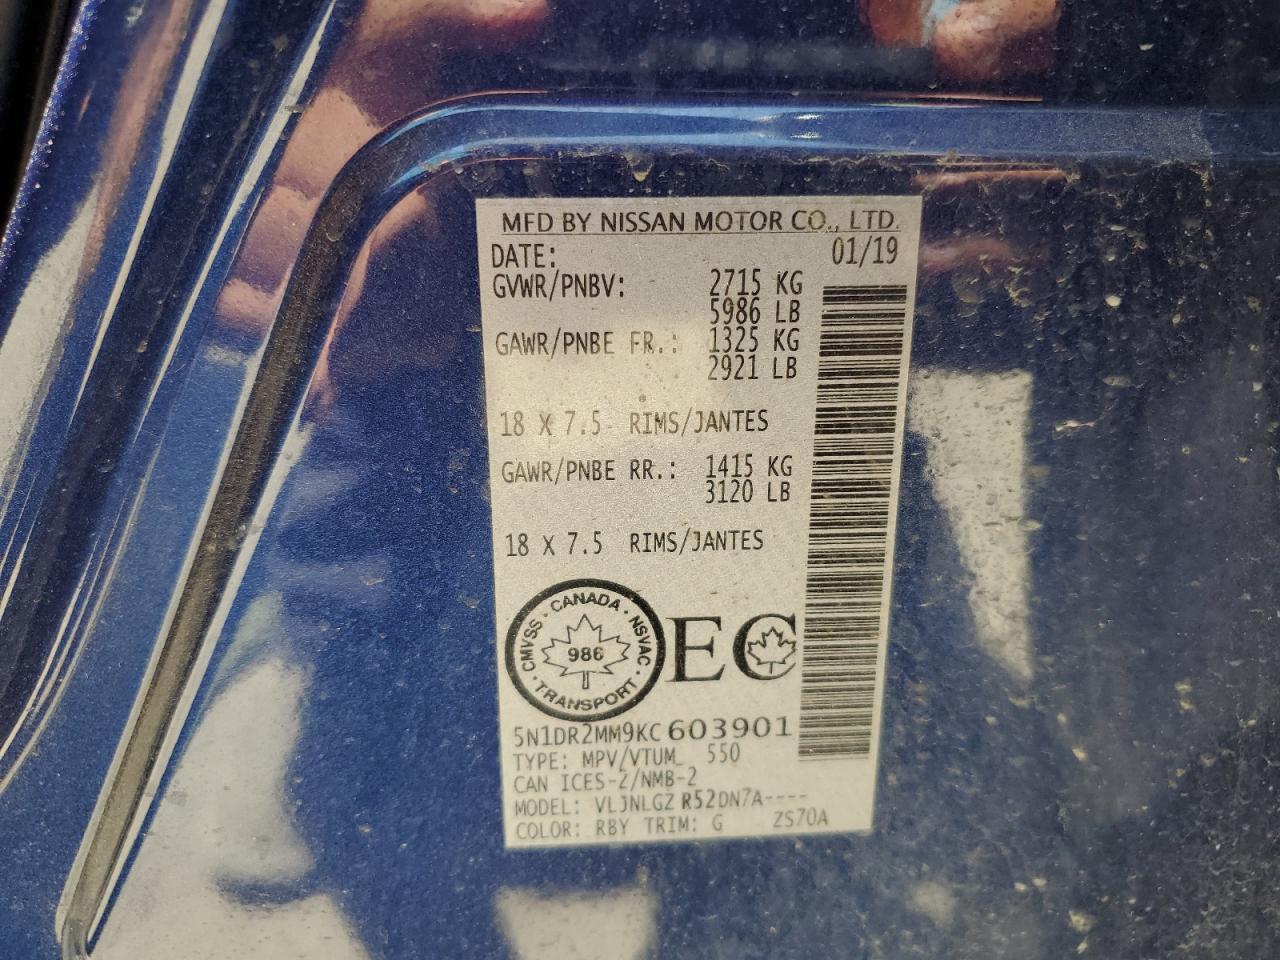 MFD BY NISSAN MOTOR CO., LTD.
DATE: 01/19
GVWR/PNBV: 2715 KG
5986 LB
GAWR/PNBE FR.: 1325 KG
2921 LB
18 X 7.5 RIMS/JANTES
GAWR/PNBE RR.: 1415 KG
3120 LB
18 X 7.5 RIMS/JANTES
CANADA · NSVAC · TRANSPORT · CMVSS ·
986
EC
5N1DR2MM9KC603901
TYPE: MPV/VTUM 550
CAN ICES-2/NMB-2
MODEL: VLJNLGZ R52DN7A----
COLOR: RBY TRIM: G ZS70A